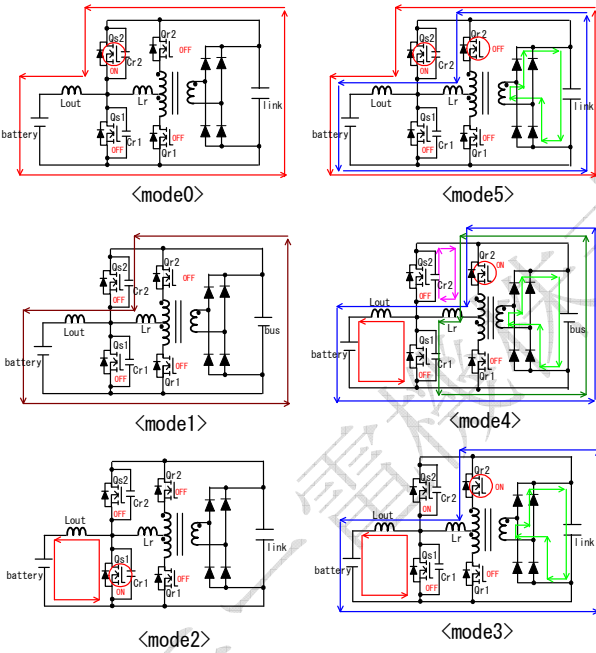 Qs2
Qr2
OFF
Cr2
ON
Lout
Lr
link
Qs1
battery
Cr1
OFF
Qr1
OFF
<mode0>
Qs2
Qr2
OFF
Cr2
ON
Lout
Lr
link
Qs1
battery
Cr1
OFF
Qr1
OFF
<mode5>
Qs2
Qr2
OFF
Cr2
OFF
Lout
Lr
bus
Qs1
battery
Cr1
OFF
Qr1
OFF
<mode1>
Qs2
Qr2
ON
Cr2
OFF
Lout
Lr
bus
Qs1
battery
Cr1
OFF
Qr1
OFF
<mode4>
Qs2
Qr2
OFF
Cr2
OFF
Lout
Lr
link
Qs1
battery
Cr1
ON
Qr1
OFF
<mode2>
Qs2
Qr2
ON
Cr2
ON
Lout
Lr
link
Qs1
battery
Cr1
OFF
Qr1
OFF
<mode3>